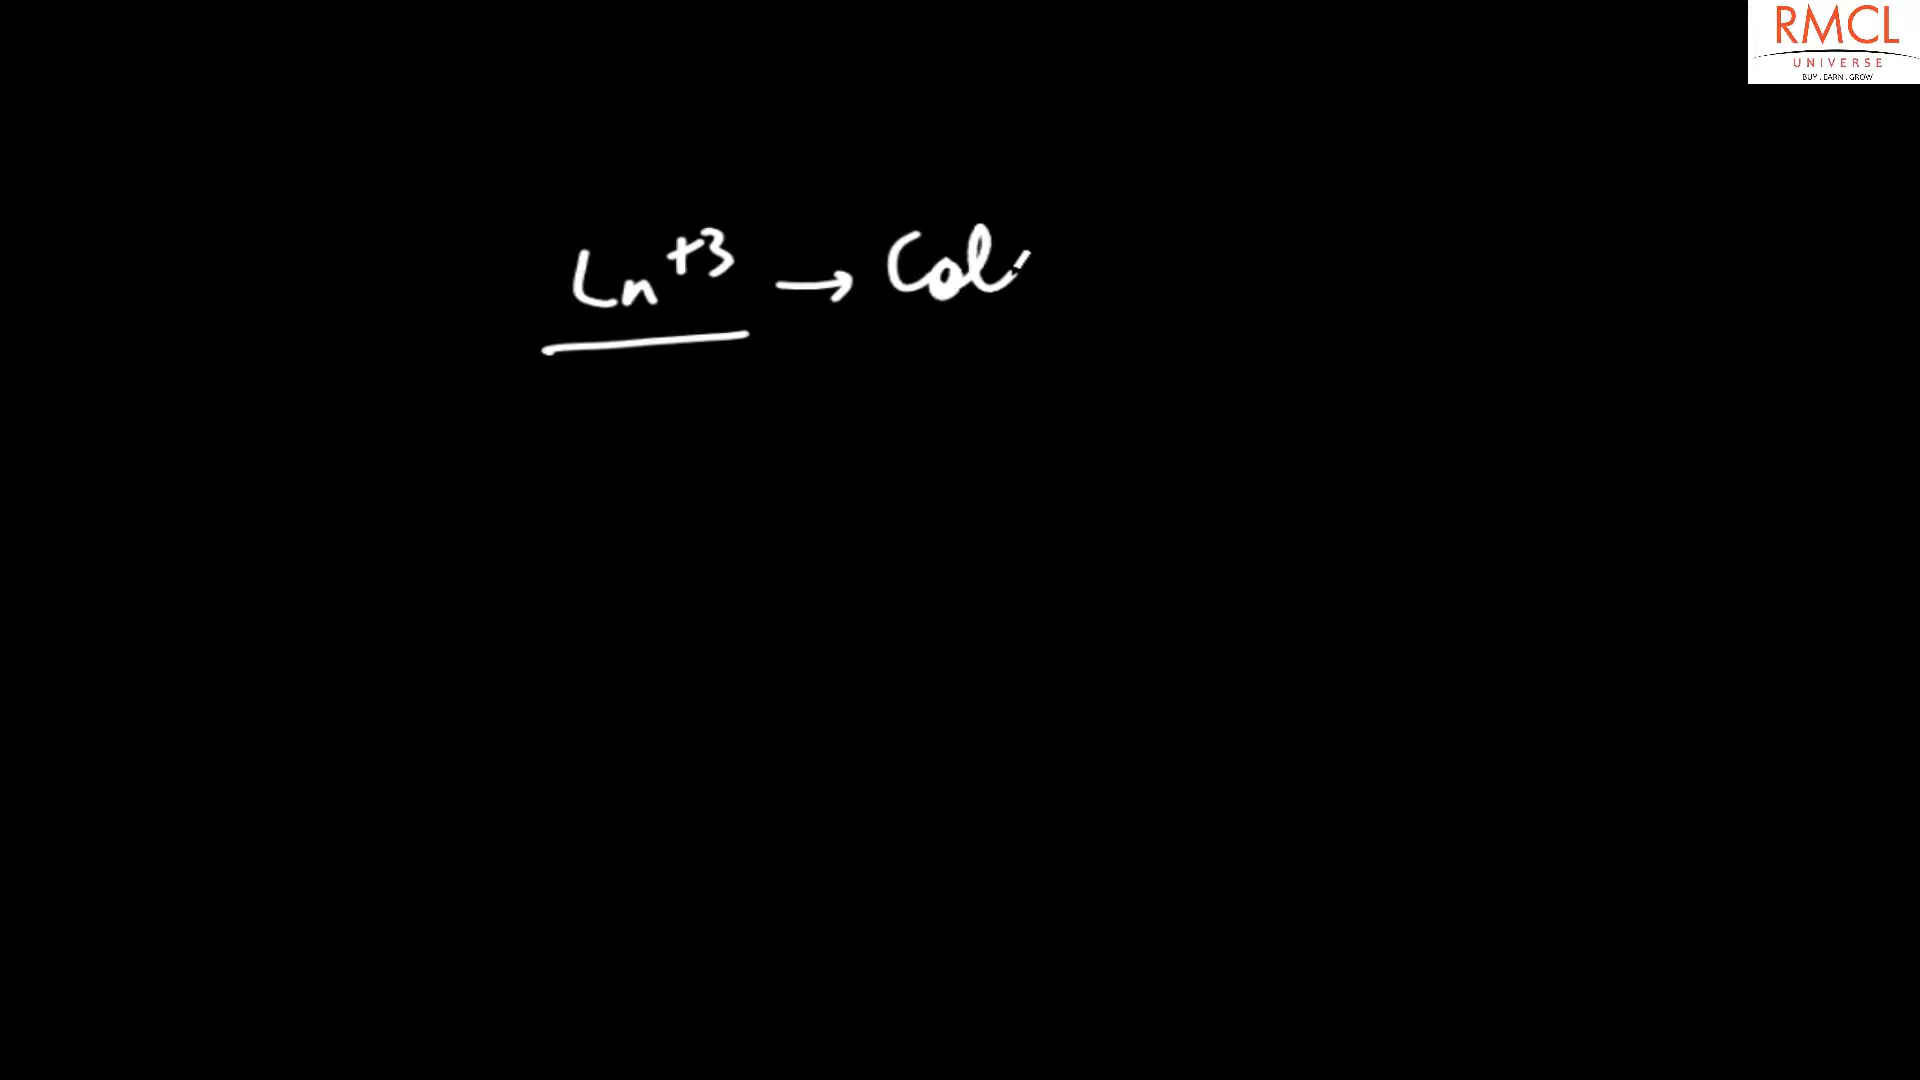 RMCL
UNIVERSE
BUY . EARN . GROW
Ln+3 → Col